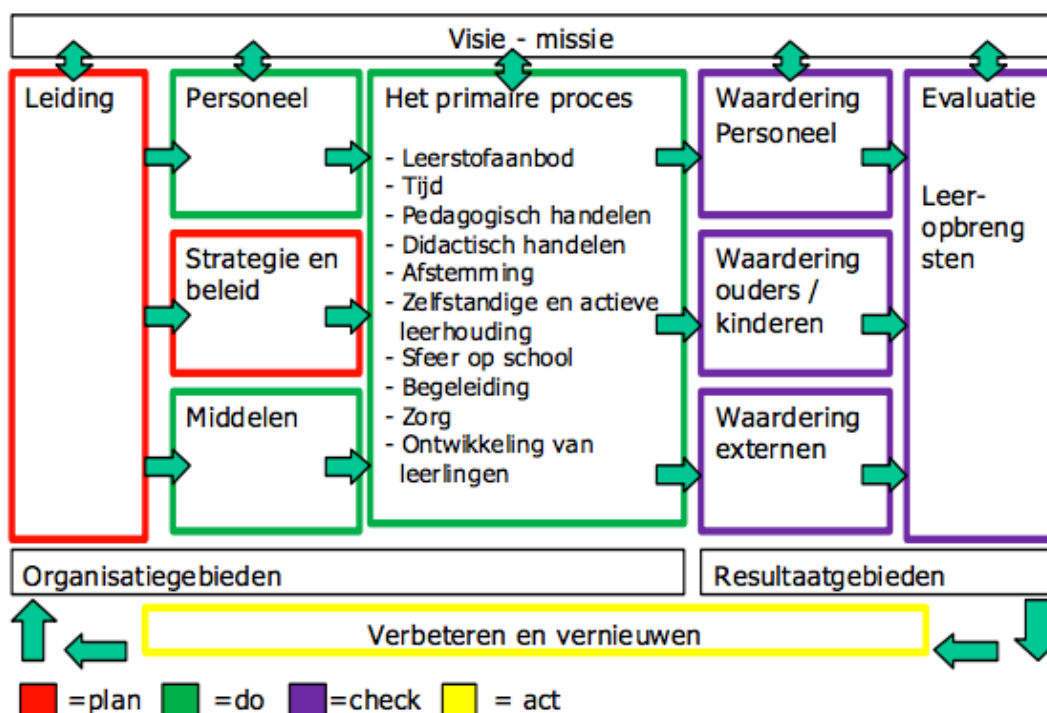 Visie - missie
Leiding
Personeel
Strategie en
beleid
Middelen
Het primaire proces
- Leerstofaanbod
- Tijd
- Pedagogisch handelen
- Didactisch handelen
- Afstemming
- Zelfstandige en actieve
leerhouding
- Sfeer op school
- Begeleiding
- Zorg
- Ontwikkeling van
leerlingen
Waardering
Personeel
Waardering
ouders /
kinderen
Waardering
externen
Evaluatie
Leer-
opbreng
sten
Organisatiegebieden
Resultaatgebieden
Verbeteren en vernieuwen
=plan =do =check = act